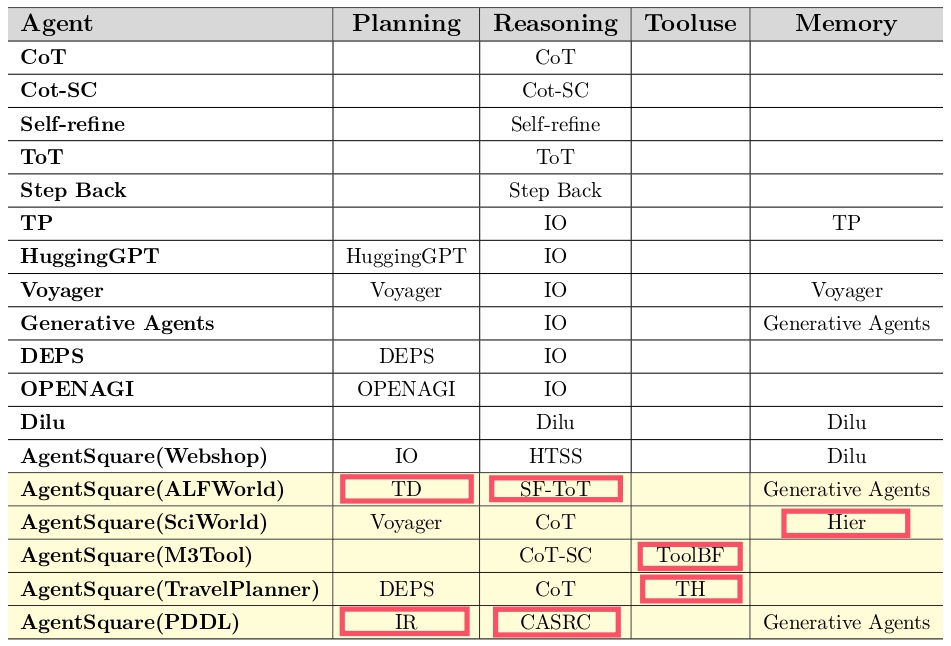 Agent Planning Reasoning Tooluse Memory
CoT CoT
Cot-SC Cot-SC
Self-refine Self-refine
ToT ToT
Step Back Step Back
TP IO TP
HuggingGPT HuggingGPT IO
Voyager Voyager IO Voyager
Generative Agents IO Generative Agents
DEPS DEPS IO
OPENAGI OPENAGI IO
Dilu Dilu Dilu
AgentSquare(Webshop) IO HTSS Dilu
AgentSquare(ALFWorld) TD SF-ToT Generative Agents
AgentSquare(SciWorld) Voyager CoT Hier
AgentSquare(M3Tool) CoT-SC ToolBF
AgentSquare(TravelPlanner) DEPS CoT TH
AgentSquare(PDDL) IR CASRC Generative Agents